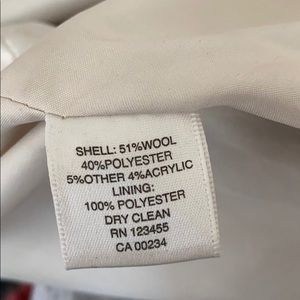 SHELL: 51%WOOL
40%POLYESTER
5%OTHER 4%ACRYLIC
LINING:
100% POLYESTER
DRY CLEAN
RN 123455
CA 00234